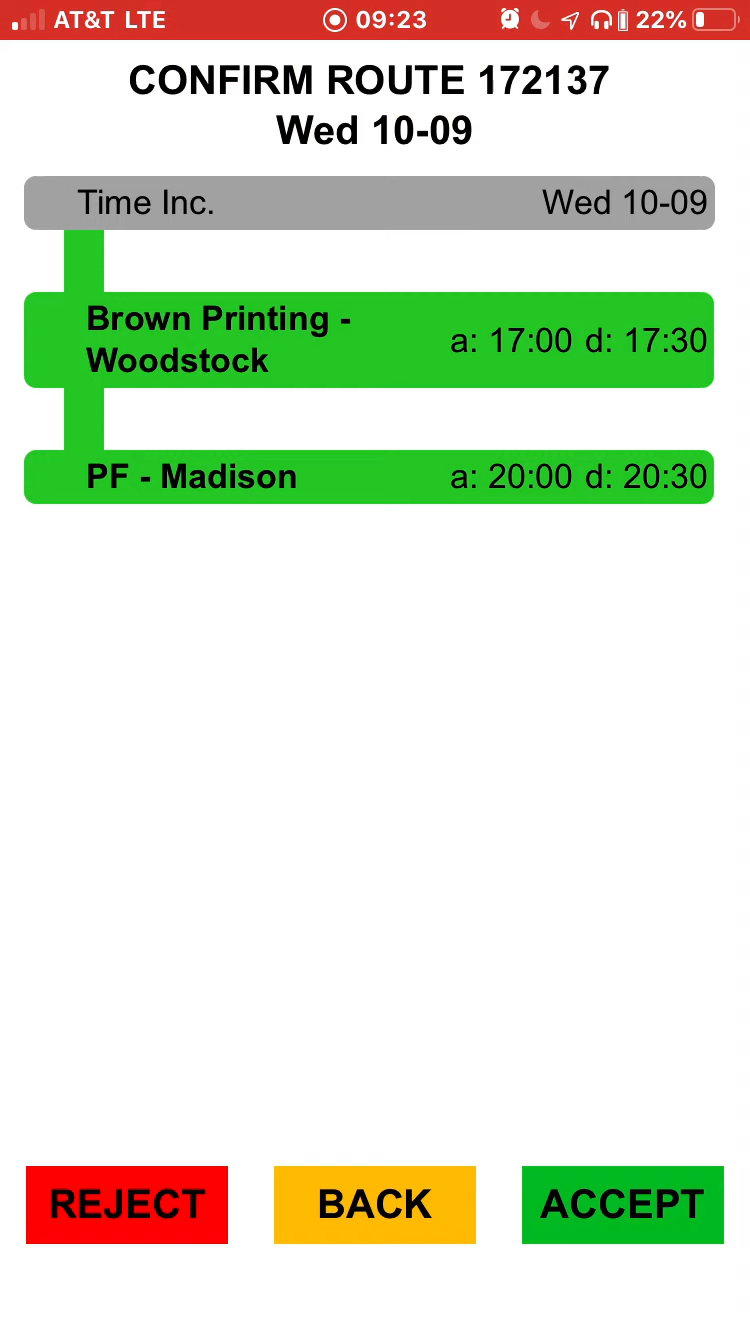 AT&T LTE 09:23 22%
CONFIRM ROUTE 172137
Wed 10-09
Time Inc. Wed 10-09
Brown Printing -
Woodstock a: 17:00 d: 17:30
PF - Madison a: 20:00 d: 20:30
REJECT BACK ACCEPT